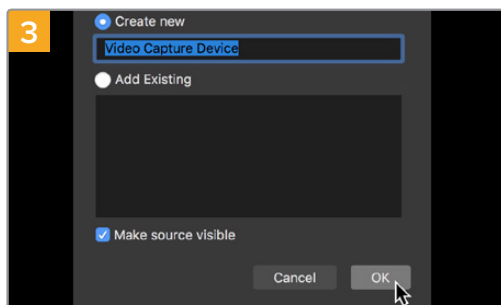 3
Create new
Video Capture Device
Add Existing
Make source visible
Cancel OK